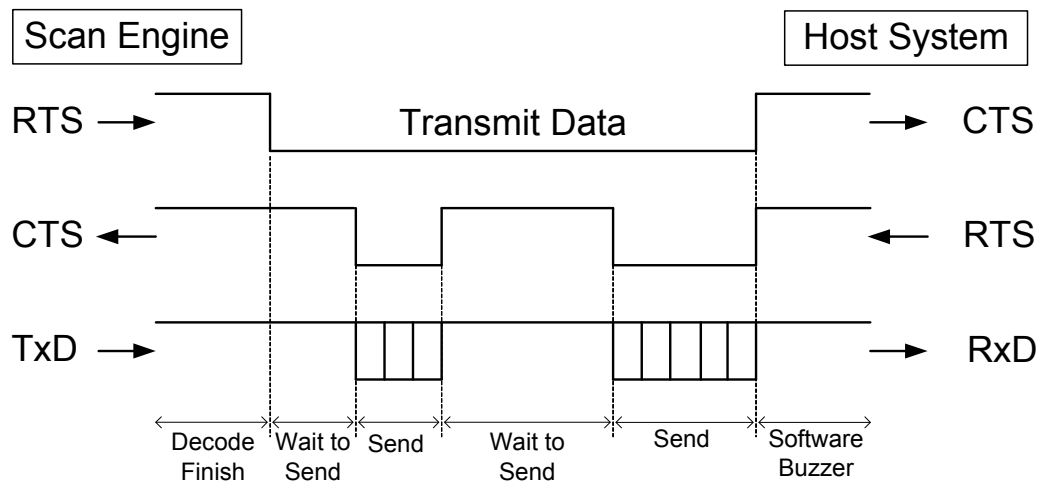 Scan Engine
Host System
RTS
Transmit Data
CTS
CTS
RTS
TxD
RxD
Decode
Finish
Wait to
Send
Send
Wait to
Send
Send
Software
Buzzer